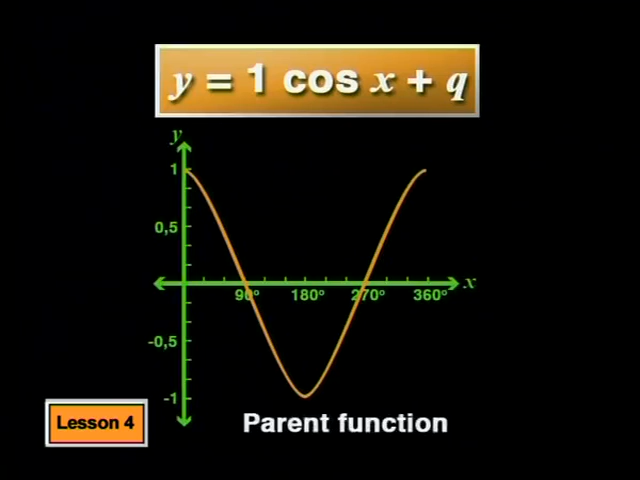 y = 1 cos x + q
y
1
0,5
90° 180° 270° 360° x
-0,5
-1
Lesson 4
Parent function